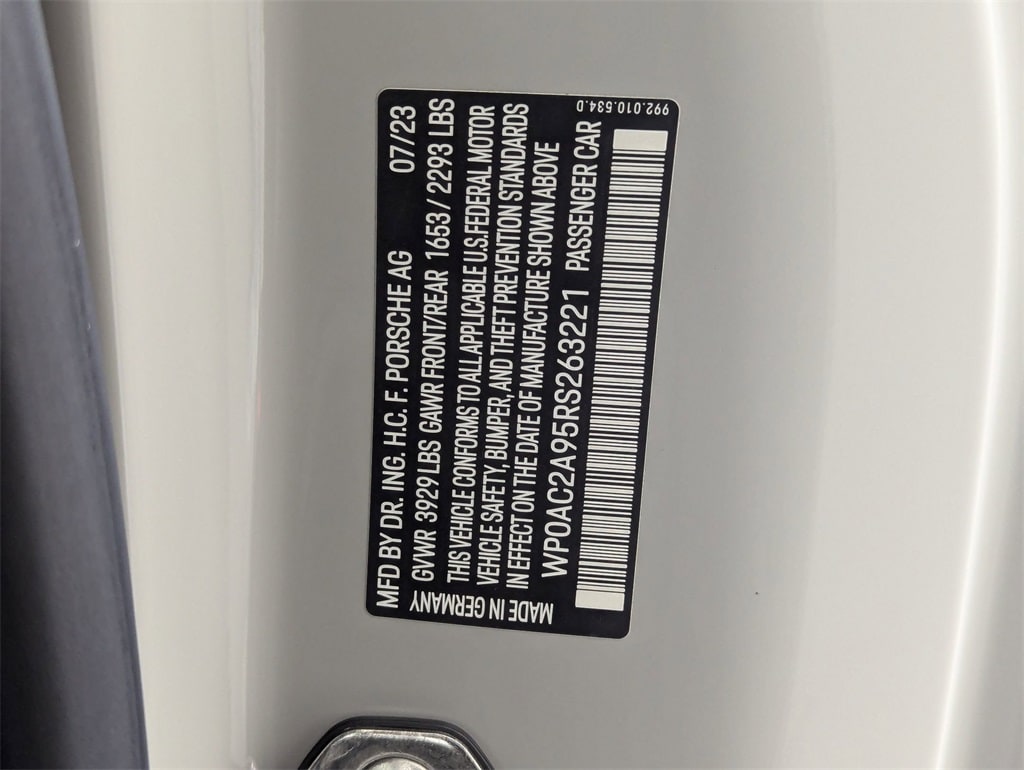 MFD BY DR. ING. H.C. F. PORSCHE AG 07/23
GVWR 3929 LBS GAWR FRONT/REAR 1653 / 2293 LBS
THIS VEHICLE CONFORMS TO ALL APPLICABLE U.S. FEDERAL MOTOR
VEHICLE SAFETY, BUMPER, AND THEFT PREVENTION STANDARDS
IN EFFECT ON THE DATE OF MANUFACTURE SHOWN ABOVE
WP0AC2A95RS263221 PASSENGER CAR
MADE IN GERMANY
992.010.534.D